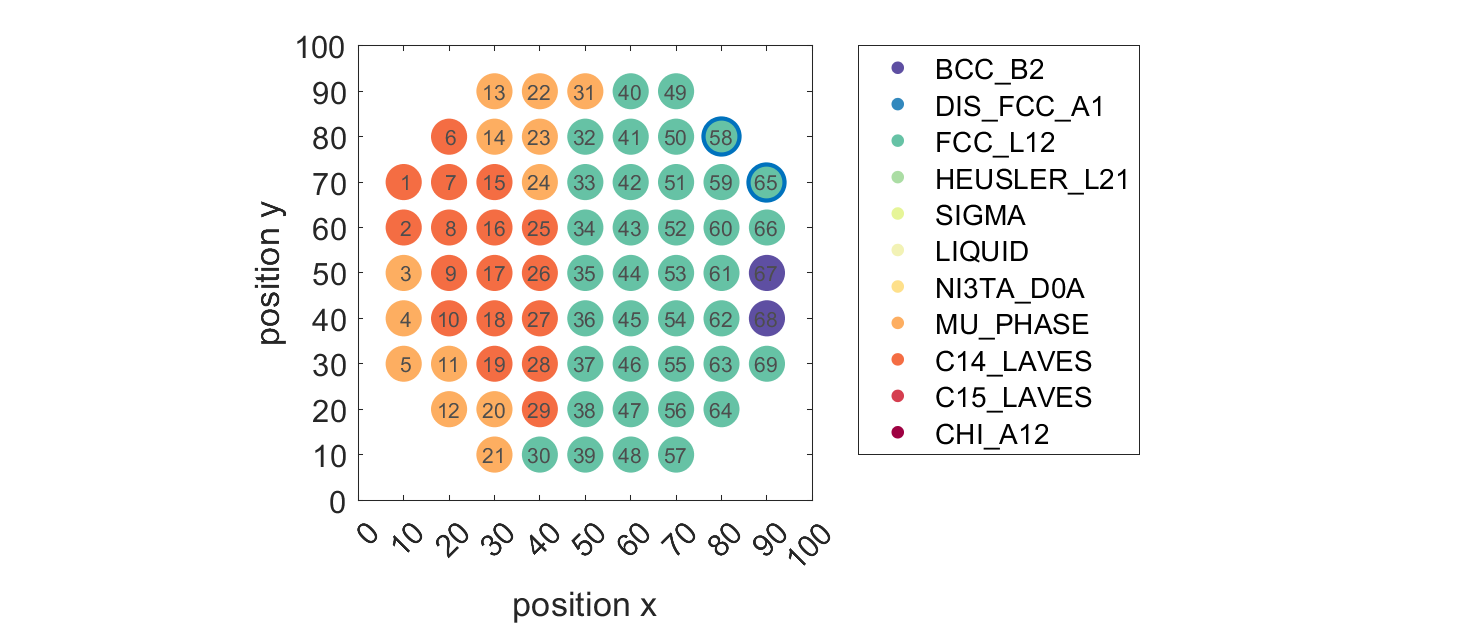 100
90
80
70
60
50
40
30
20
10
0
position y
13 22 31 40 49
6 14 23 32 41 50 58
1 7 15 24 33 42 51 59 65
2 8 16 25 34 43 52 60 66
3 9 17 26 35 44 53 61 67
4 10 18 27 36 45 54 62 68
5 11 19 28 37 46 55 63 69
12 20 29 38 47 56 64
21 30 39 48 57
0 10 20 30 40 50 60 70 80 90 100
position x
BCC_B2
DIS_FCC_A1
FCC_L12
HEUSLER_L21
SIGMA
LIQUID
NI3TA_D0A
MU_PHASE
C14_LAVES
C15_LAVES
CHI_A12